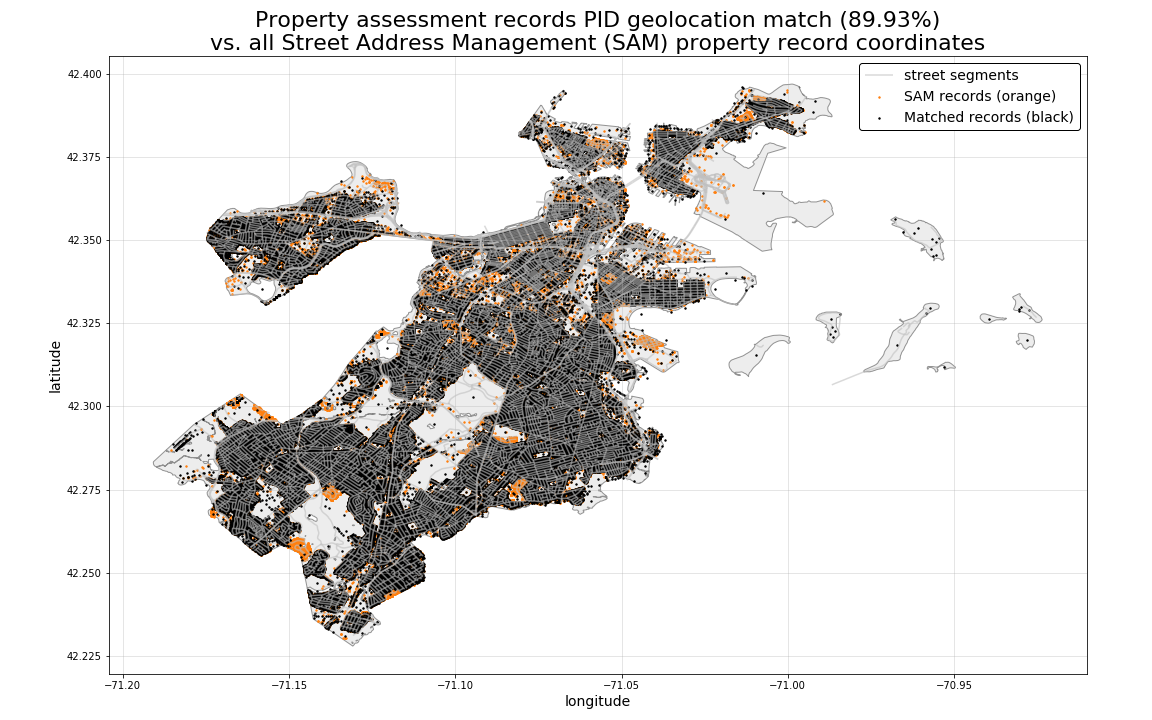 Property assessment records PID geolocation match (89.93%)
vs. all Street Address Management (SAM) property record coordinates
street segments
SAM records (orange)
Matched records (black)
42.400
42.375
42.350
42.325
42.300
42.275
42.250
42.225
latitude
−71.20
−71.15
−71.10
−71.05
−71.00
−70.95
longitude